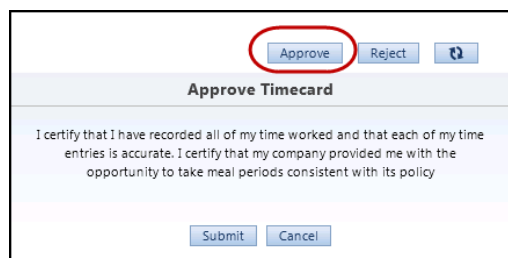 Approve Reject
Approve Timecard
I certify that I have recorded all of my time worked and that each of my time
entries is accurate. I certify that my company provided me with the
opportunity to take meal periods consistent with its policy
Submit Cancel